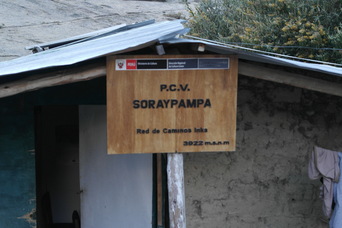 P.C.V.
SORAYPAMPA
Red de Caminos Inka
3922 m.s.n.m